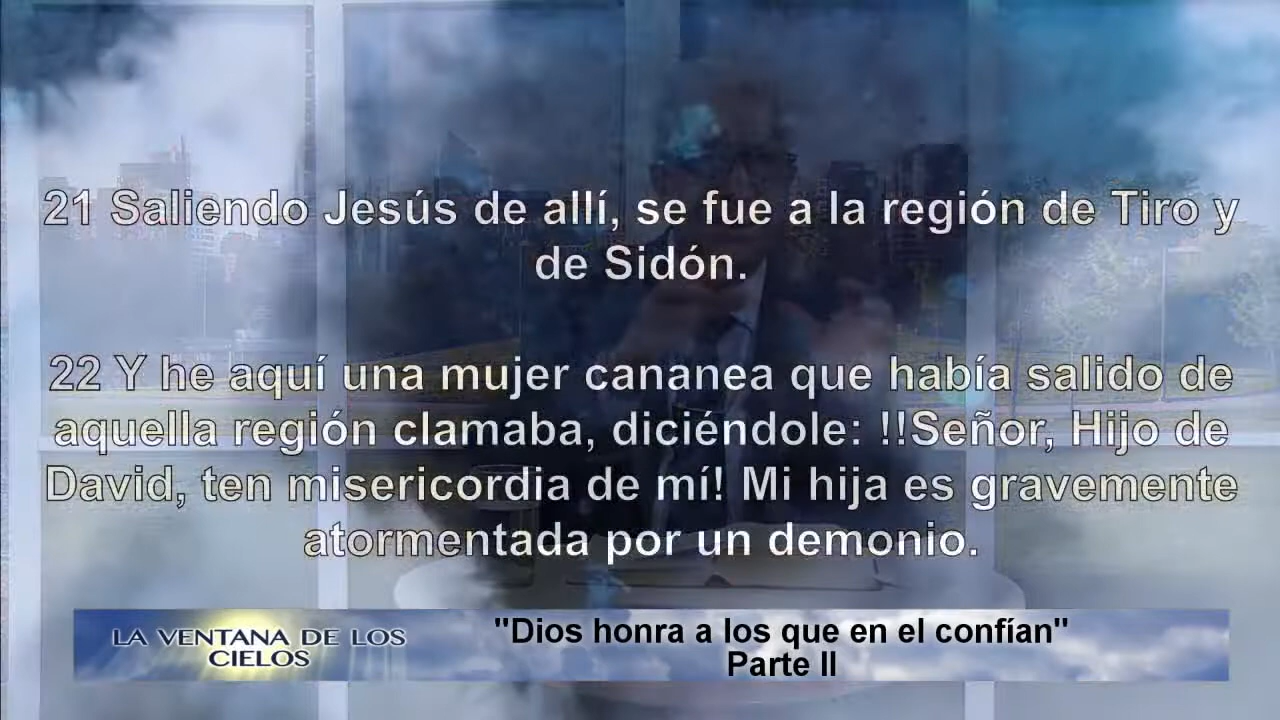 21 Saliendo Jesús de allí, se fue a la región de Tiro y
de Sidón.
22 Y he aquí una mujer cananea que había salido de
aquella región clamaba, diciéndole: !!Señor, Hijo de
David, ten misericordia de mí! Mi hija es gravemente
atormentada por un demonio.
LA VENTANA DE LOS
CIELOS
"Dios honra a los que en el confían"
Parte II